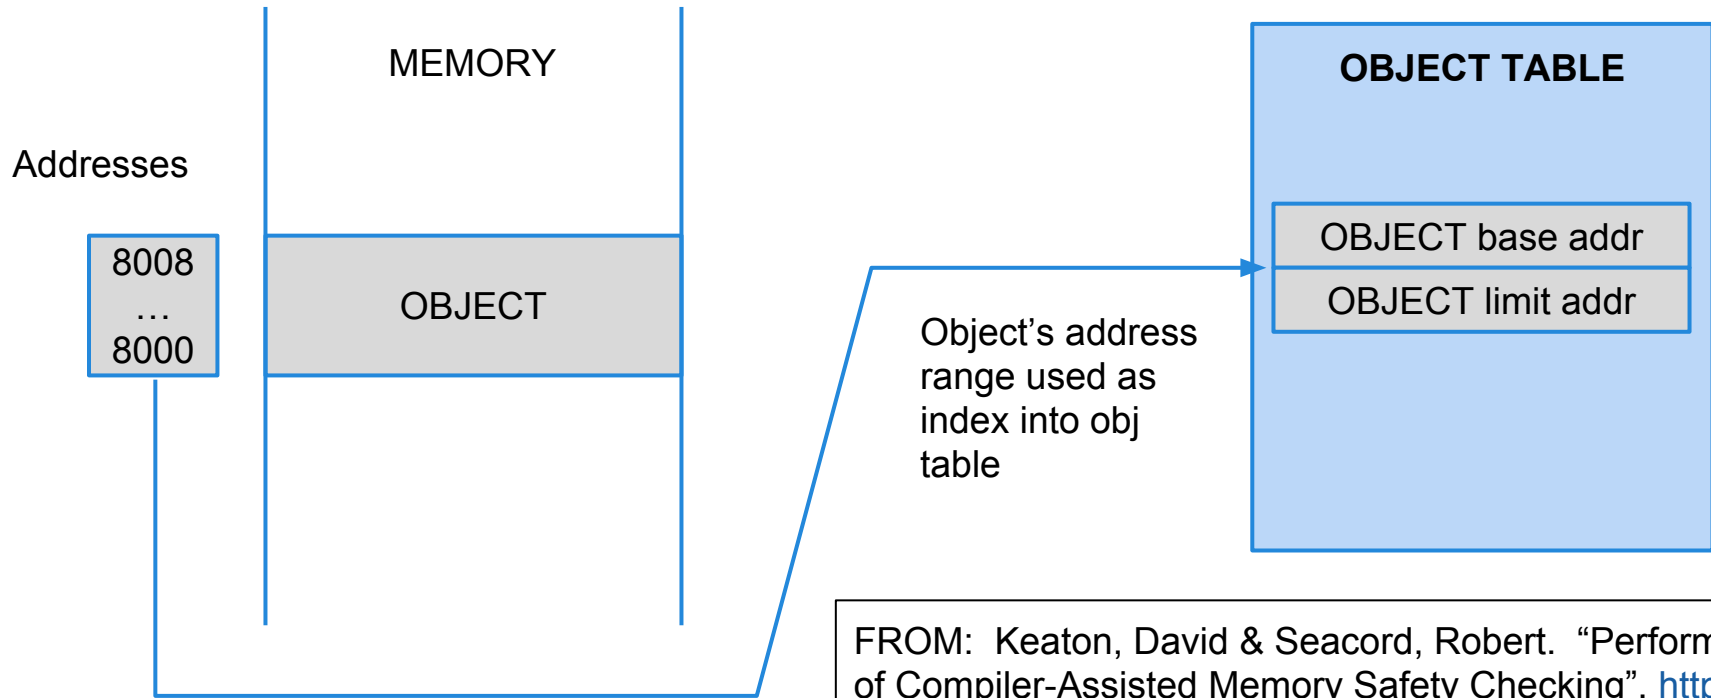 MEMORY
OBJECT TABLE
Addresses
8008
…
8000
OBJECT
OBJECT base addr
OBJECT limit addr
Object’s address
range used as
index into obj
table
FROM:  Keaton, David & Seacord, Robert.  “Perform
of Compiler-Assisted Memory Safety Checking”. http